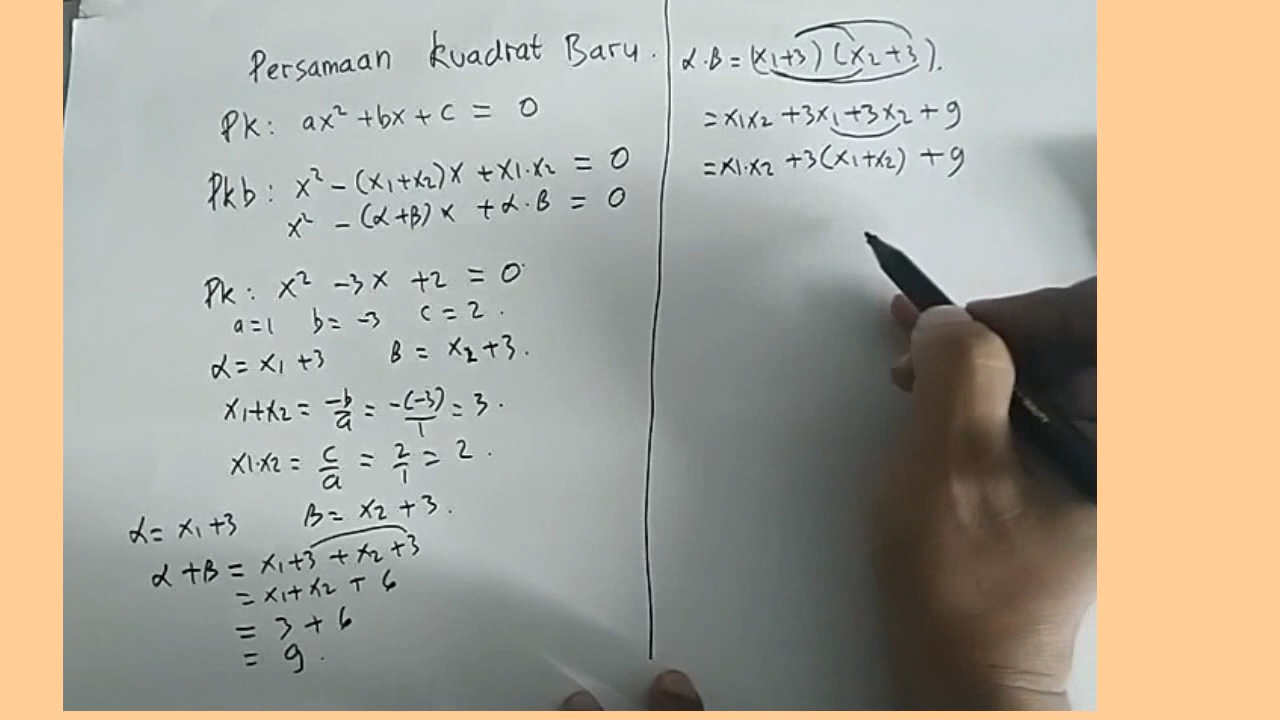 Persamaan Kuadrat Baru.
Pk: ax² + bx + c = 0
Pkb: x² - (x₁+x₂)x + x₁·x₂ = 0
x² - (α+β)x + α·β = 0
Pk: x² - 3x + 2 = 0
a=1 b=-3 c=2.
α = x₁+3 β = x₂+3.
x₁+x₂ = -b/a = -(-3)/1 = 3.
x₁·x₂ = c/a = 2/1 = 2.
α = x₁+3 β = x₂+3.
α+β = x₁+3 + x₂+3
= x₁+x₂ + 6
= 3 + 6
= 9.
α·β = (x₁+3) (x₂+3).
= x₁x₂ + 3x₁ + 3x₂ + 9
= x₁·x₂ + 3(x₁+x₂) + 9